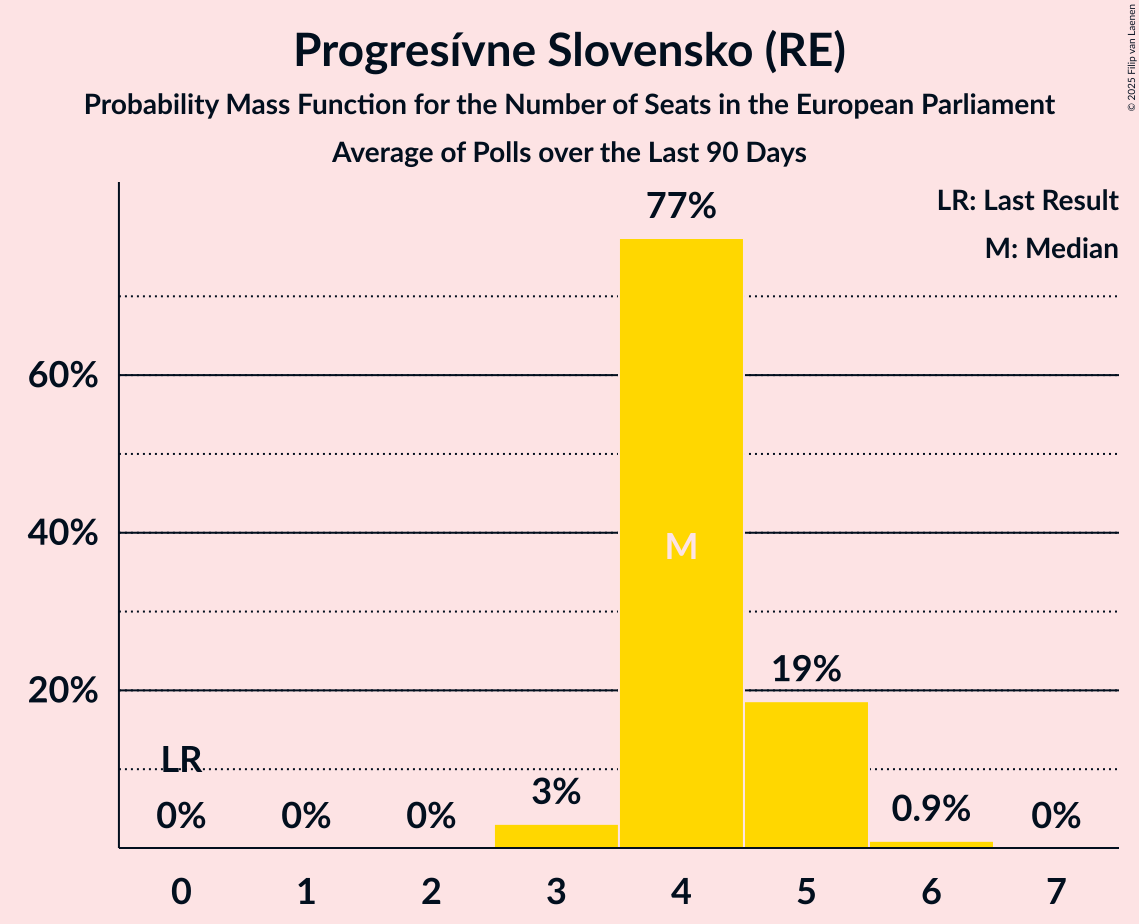 Progresívne Slovensko (RE)
Probability Mass Function for the Number of Seats in the European Parliament
Average of Polls over the Last 90 Days
© 2025 Filip van Laenen
LR: Last Result
M: Median
77%
60%
40%
M
20%
19%
LR
0%
0%
0%
3%
0.9%
0%
0
1
2
3
4
5
6
7